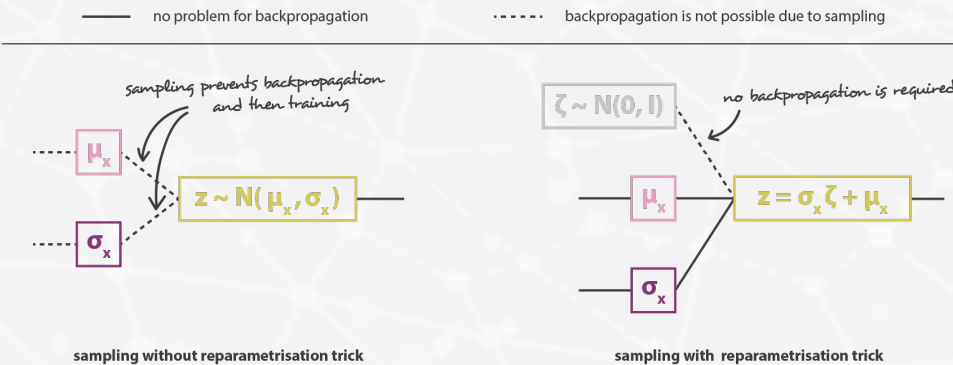 no problem for backpropagation
backpropagation is not possible due to sampling
sampling prevents backpropagation
and then training
μx
σx
z ~ N( μx , σx )
sampling without reparametrisation trick
ζ ~ N(0, I)
no backpropagation is required
μx
σx
z = σxζ + μx
sampling with reparametrisation trick